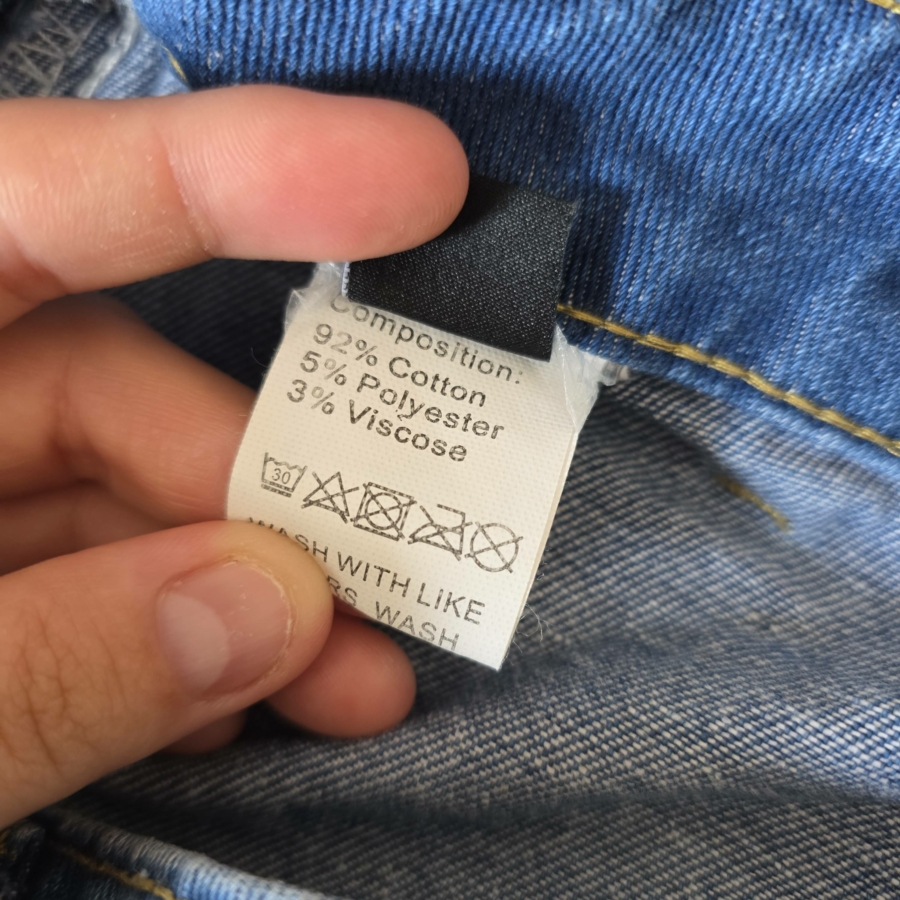 Composition:
92% Cotton
5% Polyester
3% Viscose
30
WASH WITH LIKE
WASH